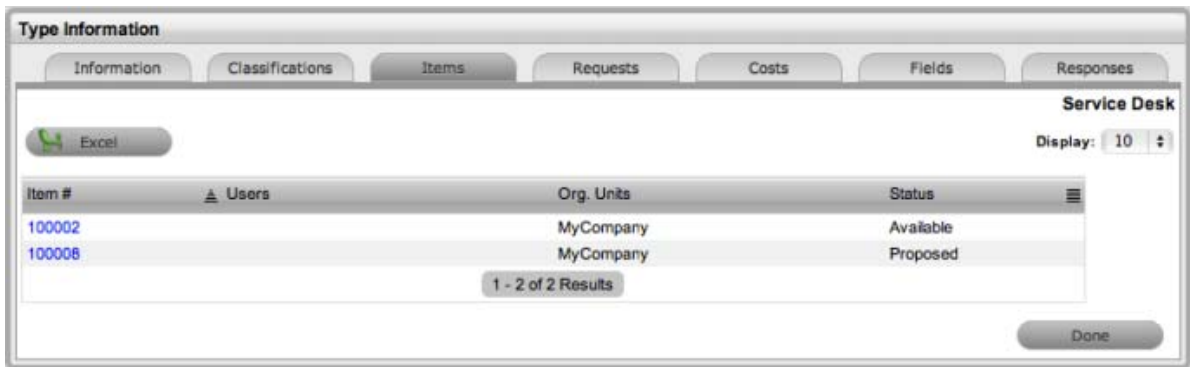 Type Information
Information Classifications Items Requests Costs Fields Responses
Service Desk
Excel Display: 10
Item # Users Org. Units Status
100002 MyCompany Available
100008 MyCompany Proposed
1 - 2 of 2 Results
Done